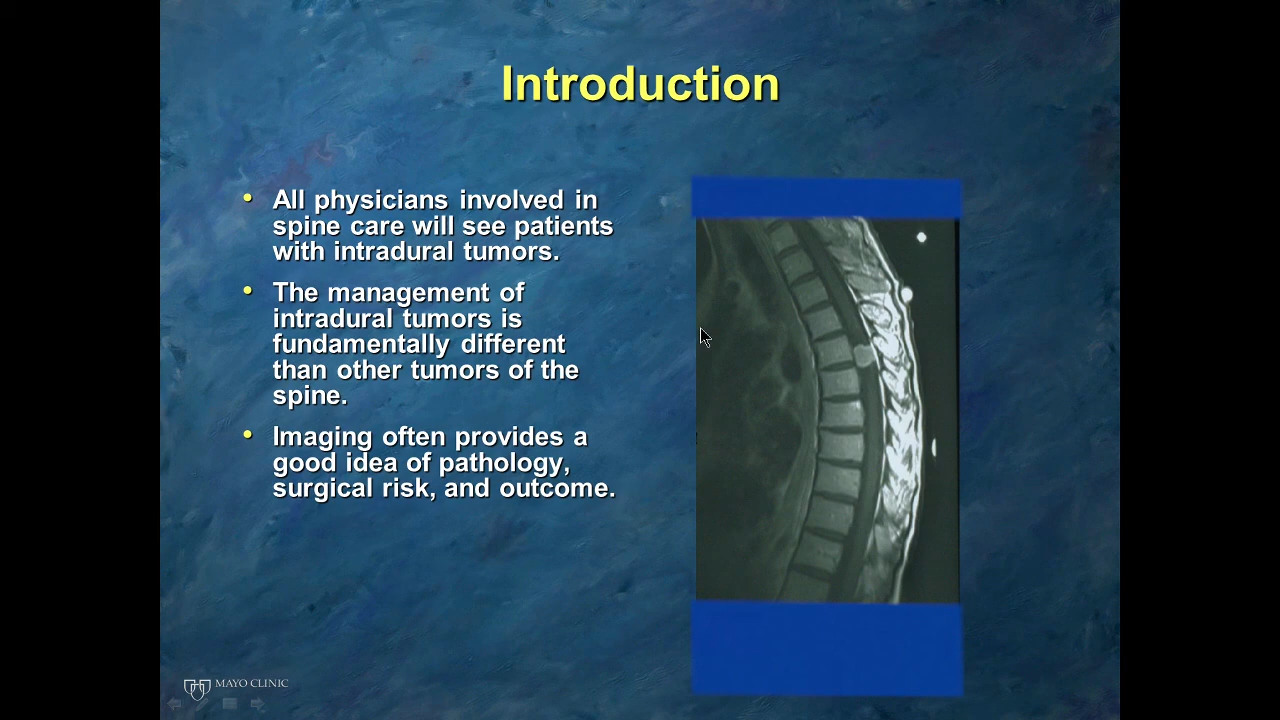 Introduction
• All physicians involved in
spine care will see patients
with intradural tumors.
• The management of
intradural tumors is
fundamentally different
than other tumors of the
spine.
• Imaging often provides a
good idea of pathology,
surgical risk, and outcome.
MAYO CLINIC